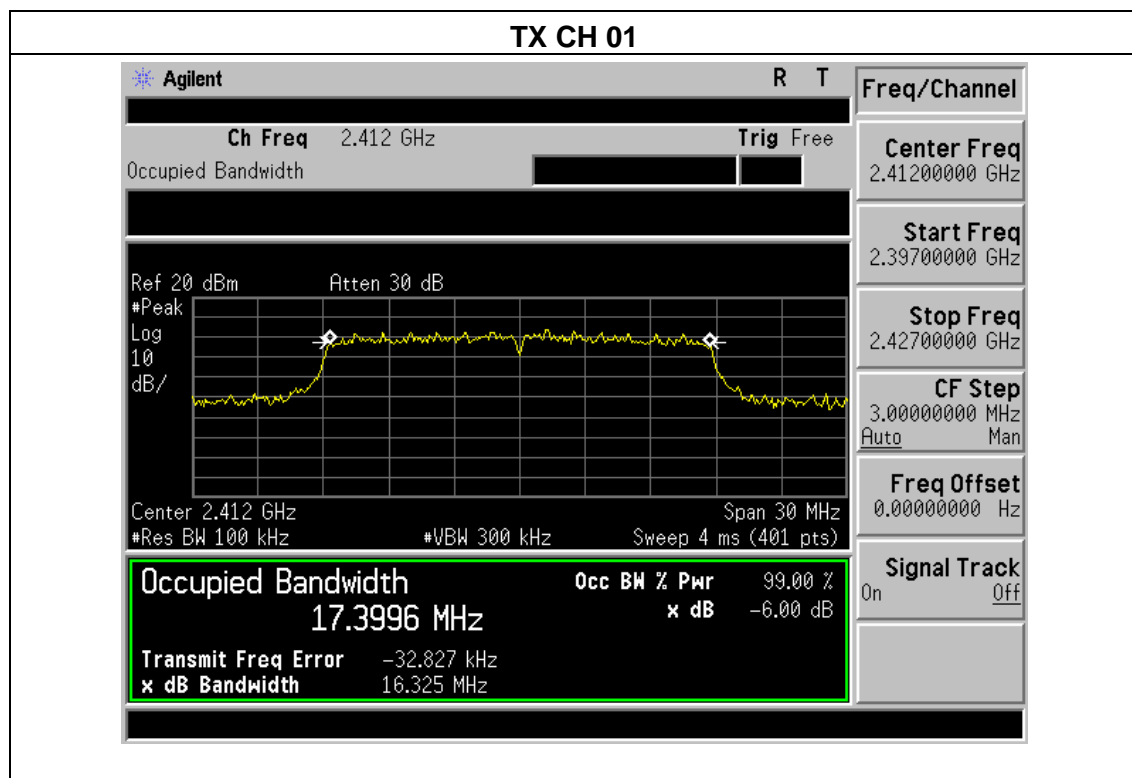 TX CH 01
Agilent R T
Freq/Channel
Ch Freq 2.412 GHz Trig Free
Occupied Bandwidth
Center Freq
2.41200000 GHz
Start Freq
2.39700000 GHz
Stop Freq
2.42700000 GHz
CF Step
3.00000000 MHz
Auto Man
Freq Offset
0.00000000 Hz
Signal Track
On Off
Ref 20 dBm Atten 30 dB
#Peak
Log
10
dB/
Center 2.412 GHz Span 30 MHz
#Res BW 100 kHz #VBW 300 kHz Sweep 4 ms (401 pts)
Occupied Bandwidth Occ BW % Pwr 99.00 %
17.3996 MHz x dB -6.00 dB
Transmit Freq Error -32.827 kHz
x dB Bandwidth 16.325 MHz